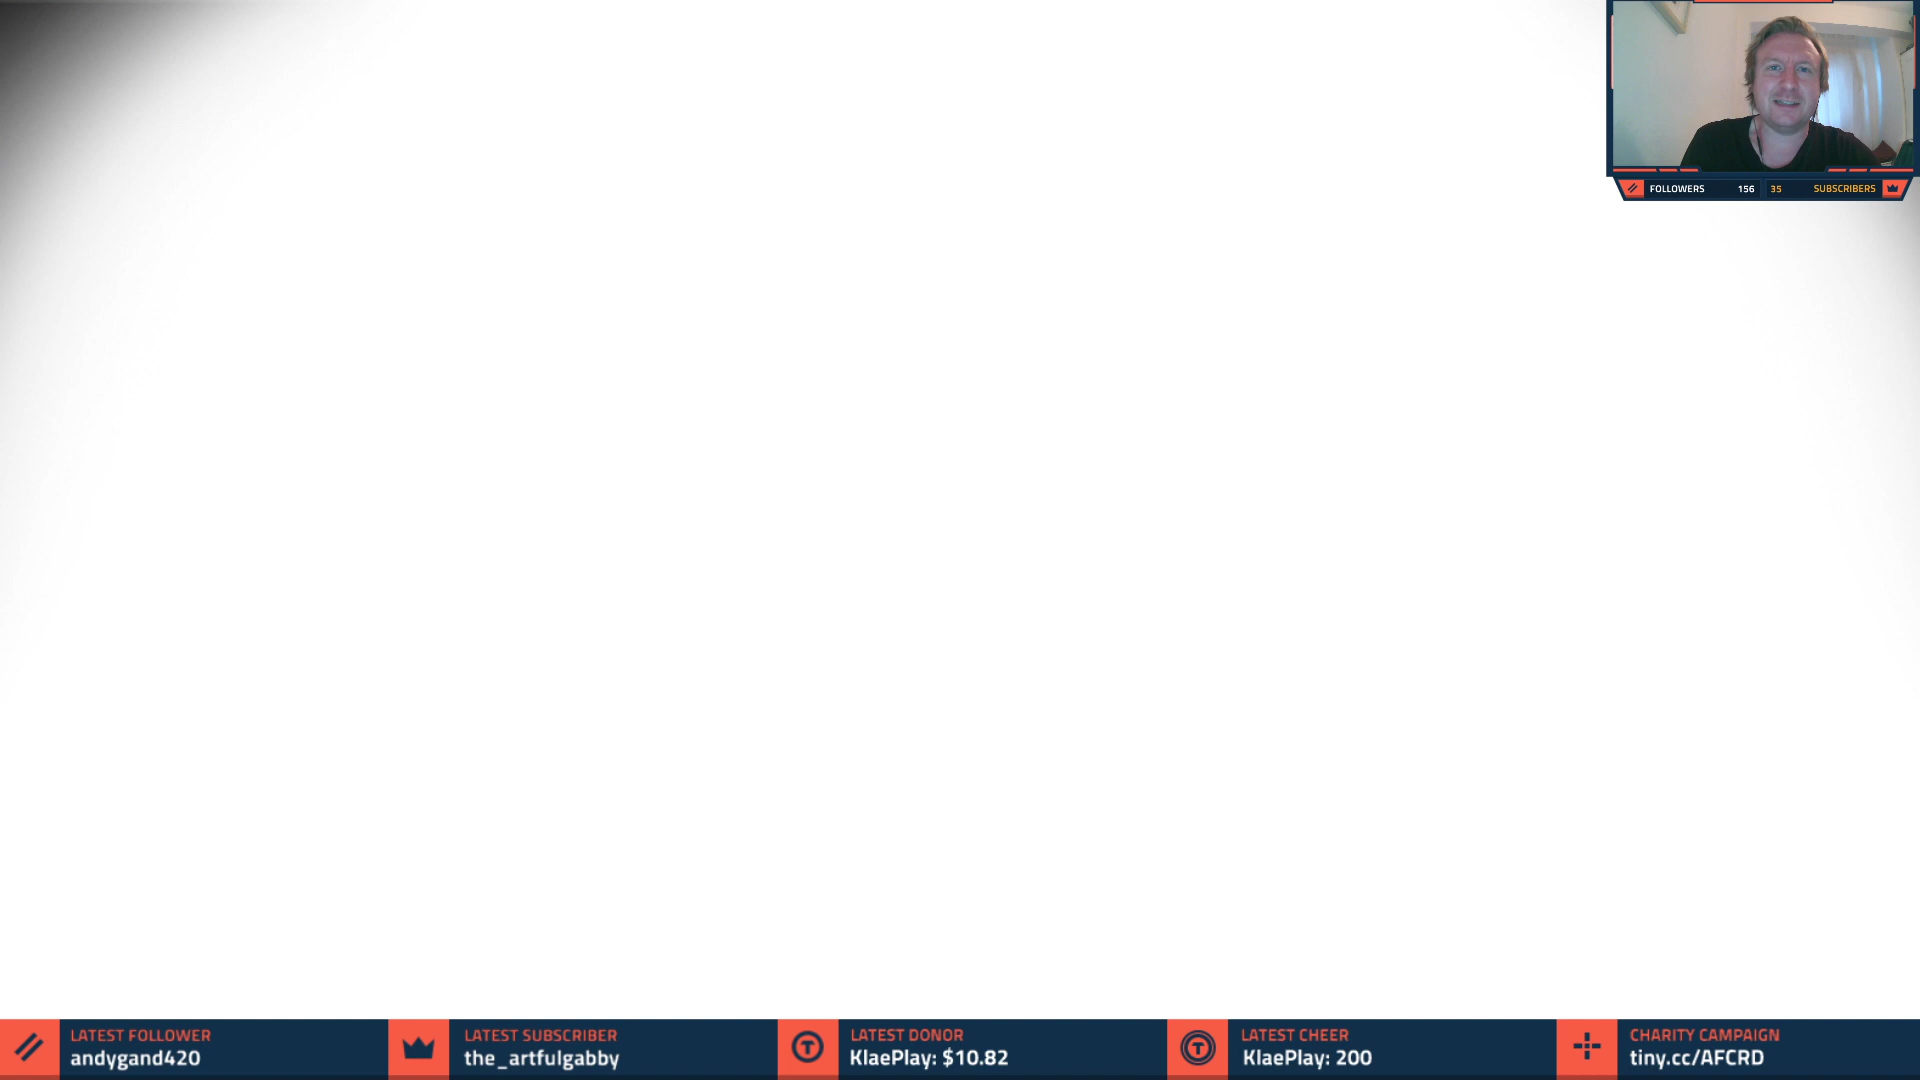 FOLLOWERS 156 35 SUBSCRIBERS
LATEST FOLLOWER
andygand420
LATEST SUBSCRIBER
the_artfulgabby
LATEST DONOR
KlaePlay: $10.82
LATEST CHEER
KlaePlay: 200
CHARITY CAMPAIGN
tiny.cc/AFCRD